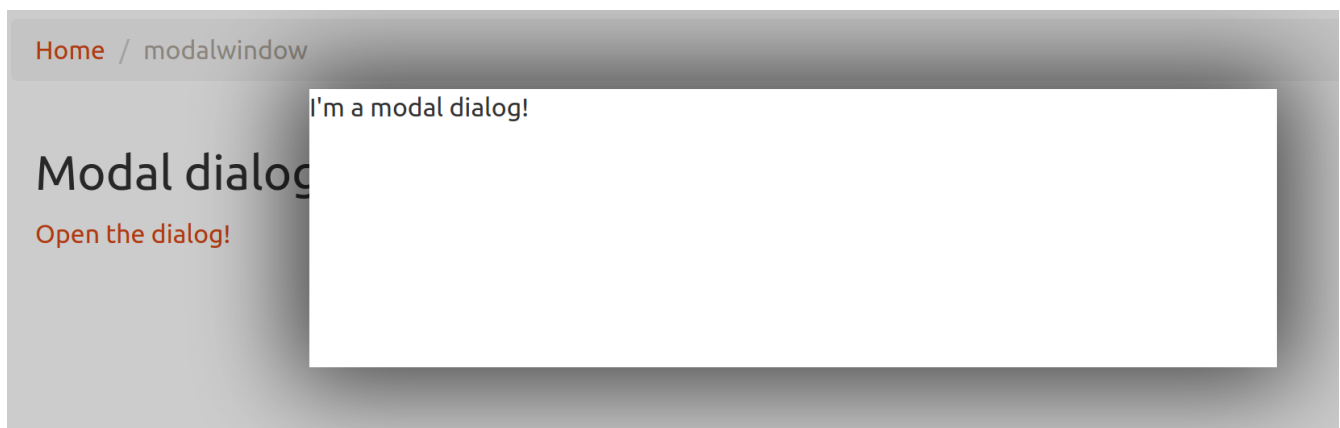 Home / modalwindow
I'm a modal dialog!
Modal dialog
Open the dialog!